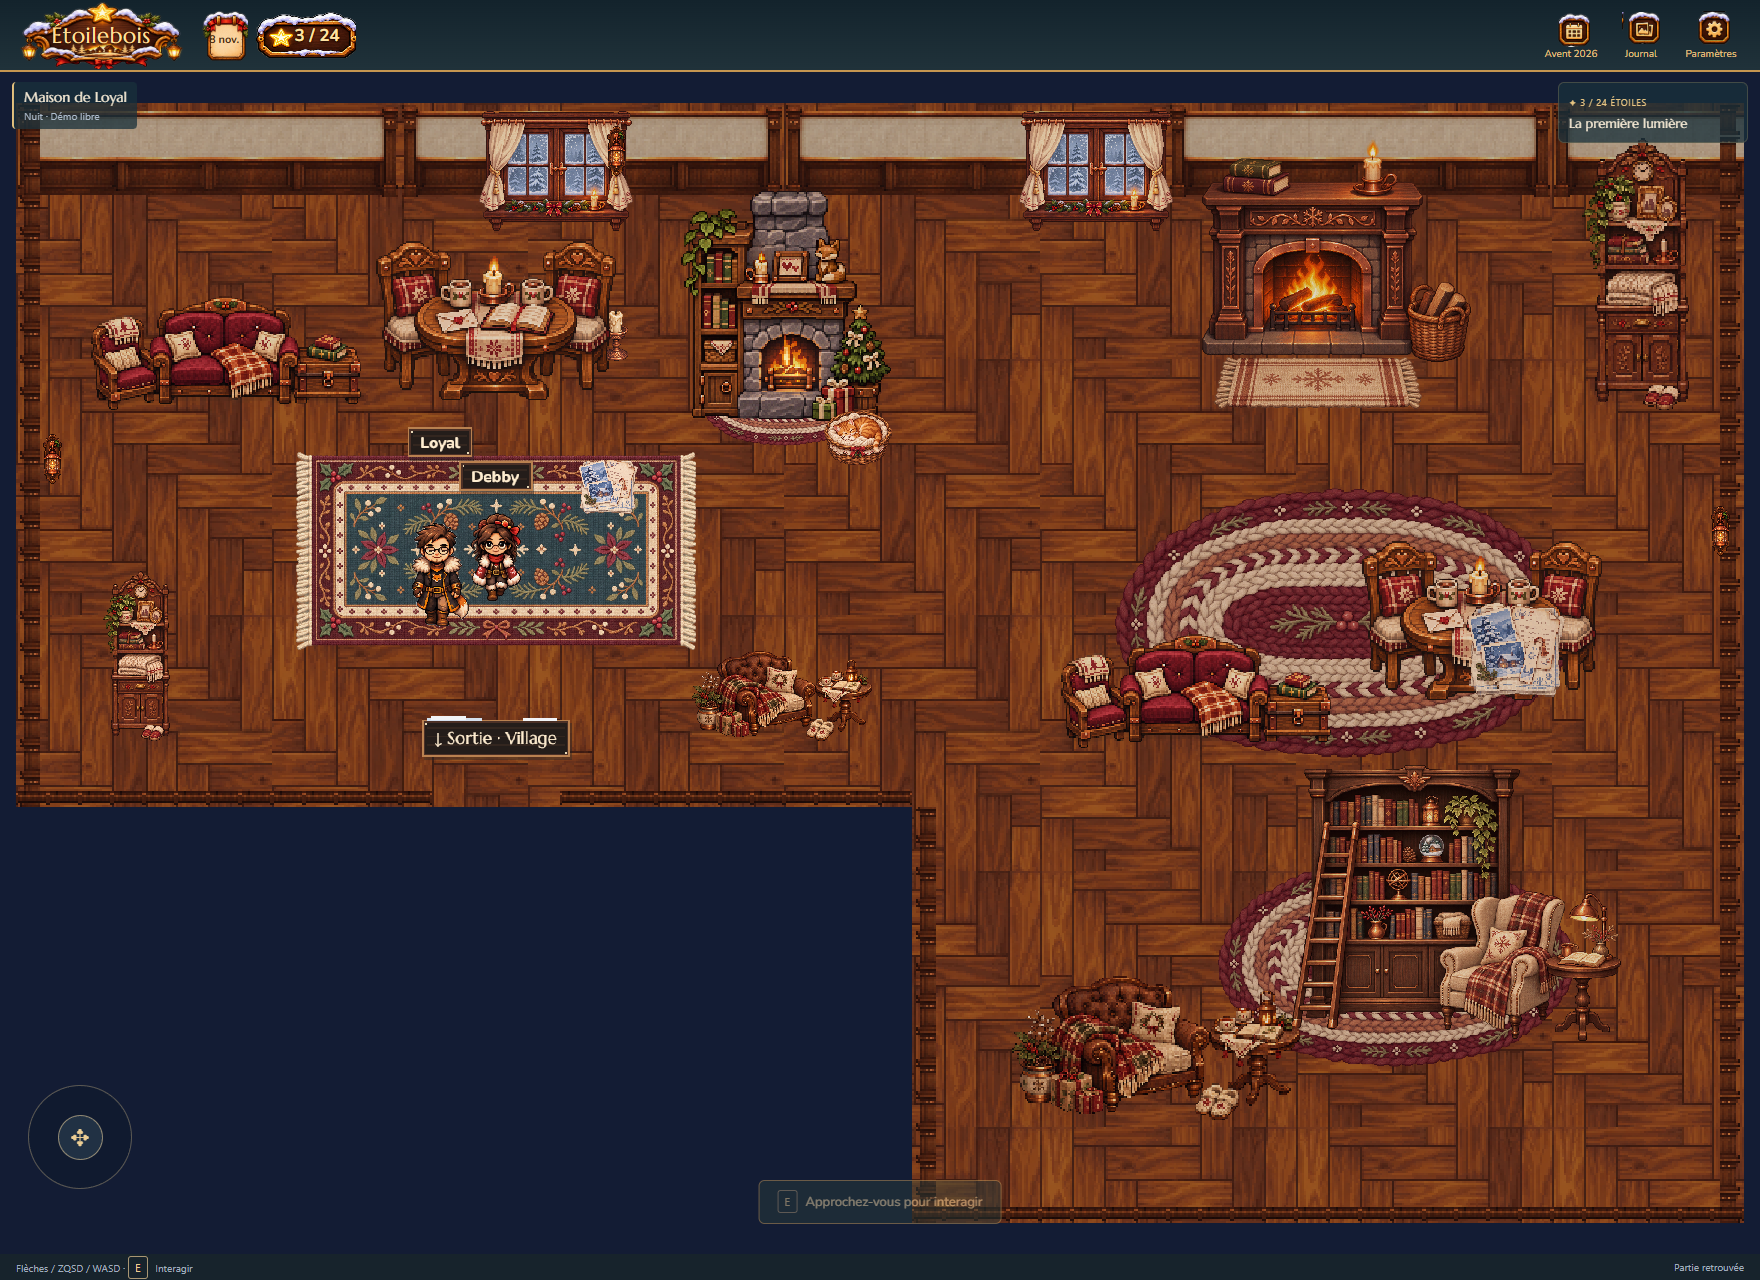 Etoilebois
8 nov.
3 / 24
Avent 2026
Journal
Paramètres
Maison de Loyal
Nuit · Démo libre
✦ 3 / 24 ÉTOILES
La première lumière
Loyal
Debby
↓ Sortie · Village
E Approchez-vous pour interagir
Flèches / ZQSD / WASD · E Interagir
Partie retrouvée